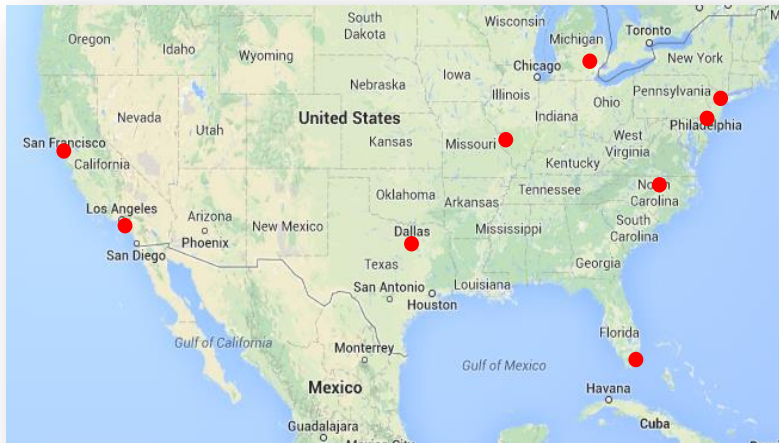 South
Dakota
Wisconsin
Michigan
Toronto
Oregon
Idaho
Wyoming
Chicago
New York
Iowa
Nebraska
Illinois
Ohio
Pennsylvania
Nevada
United States
Indiana
Philadelphia
San Francisco
Utah
Kansas
Missouri
West
Virginia
California
Kentucky
Oklahoma
Arkansas
Tennessee
North
Carolina
Los Angeles
Arizona
New Mexico
Dallas
Mississippi
South
Carolina
Phoenix
San Diego
Texas
Georgia
San Antonio
Louisiana
Houston
Florida
Gulf of California
Monterrey
Gulf of Mexico
Mexico
Havana
Cuba
Guadalajara